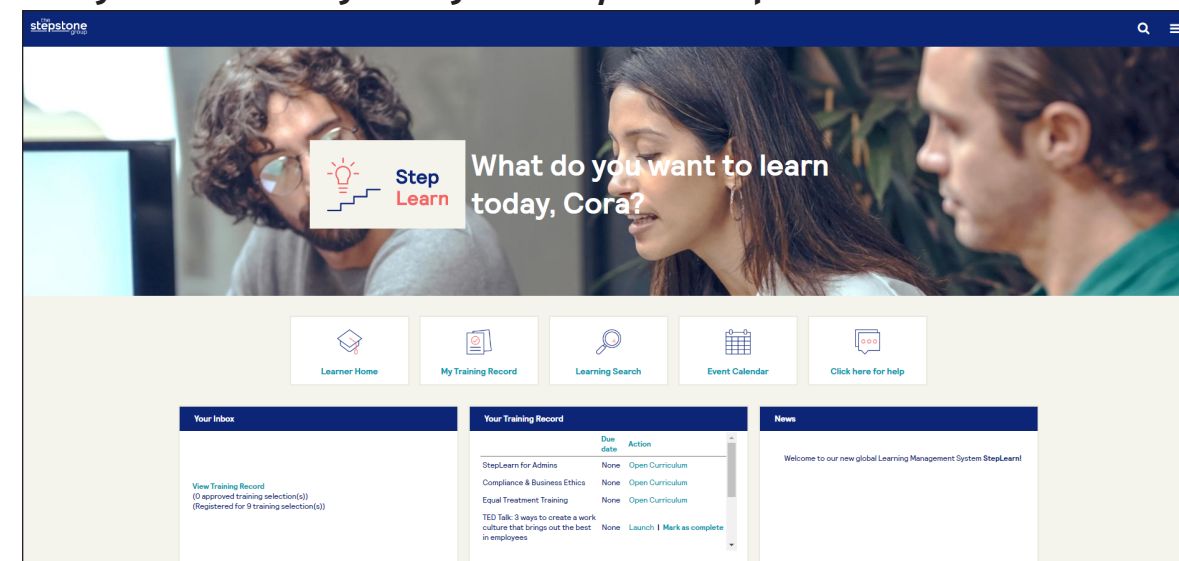 the
stepstone
group
Step
Learn
What do you want to learn
today, Cora?
Learner Home
My Training Record
Learning Search
Event Calendar
Click here for help
Your Inbox
View Training Record
(0 approved training selection(s))
(Registered for 9 training selection(s))
Your Training Record
Due
date
Action
StepLearn for Admins None Open Curriculum
Compliance & Business Ethics None Open Curriculum
Equal Treatment Training None Open Curriculum
TED Talk: 3 ways to create a work
culture that brings out the best None Launch | Mark as complete
in employees
News
Welcome to our new global Learning Management System StepLearn!